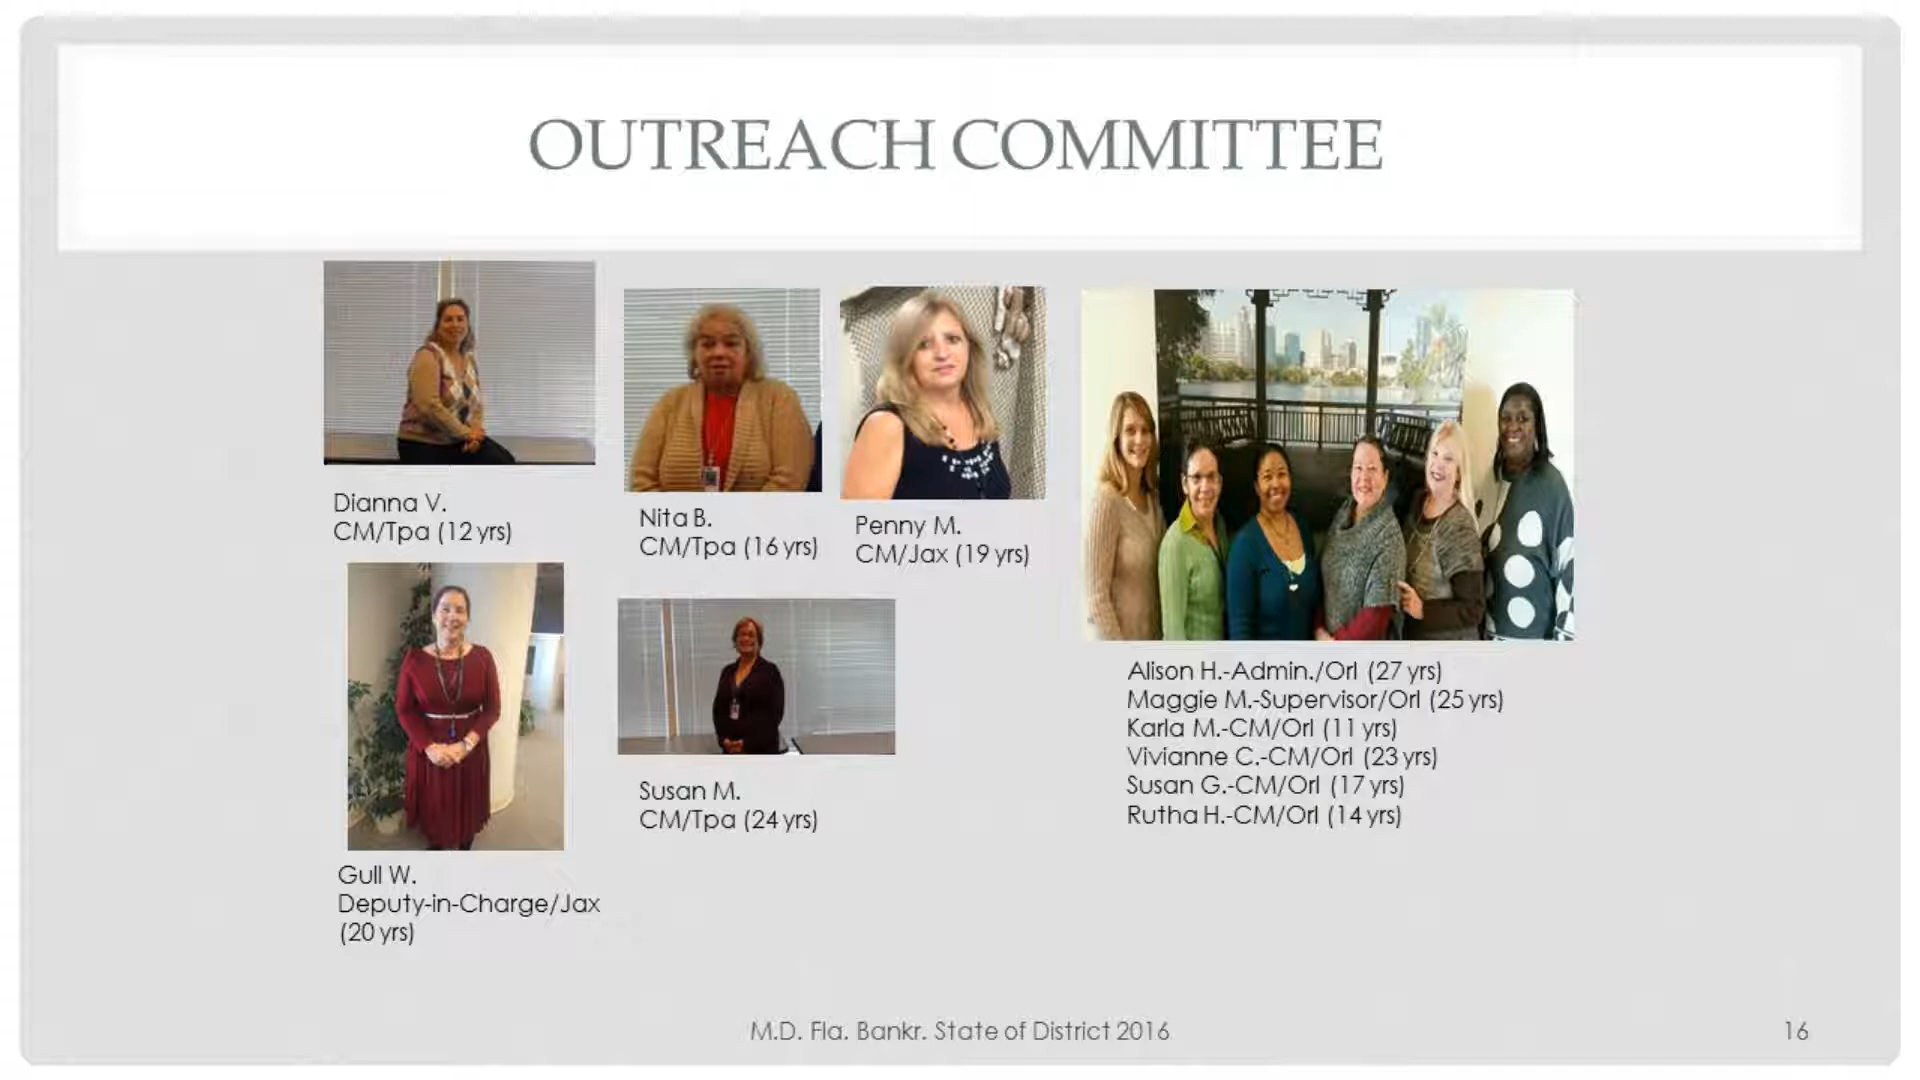 OUTREACH COMMITTEE
Dianna V.
CM/Tpa (12 yrs)
Nita B.
CM/Tpa (16 yrs)
Penny M.
CM/Jax (19 yrs)
Alison H.-Admin./Orl (27 yrs)
Maggie M.-Supervisor/Orl (25 yrs)
Karla M.-CM/Orl (11 yrs)
Vivianne C.-CM/Orl (23 yrs)
Susan G.-CM/Orl (17 yrs)
Rutha H.-CM/Orl (14 yrs)
Gull W.
Deputy-in-Charge/Jax
(20 yrs)
Susan M.
CM/Tpa (24 yrs)
M.D. Fla. Bankr. State of District 2016
16